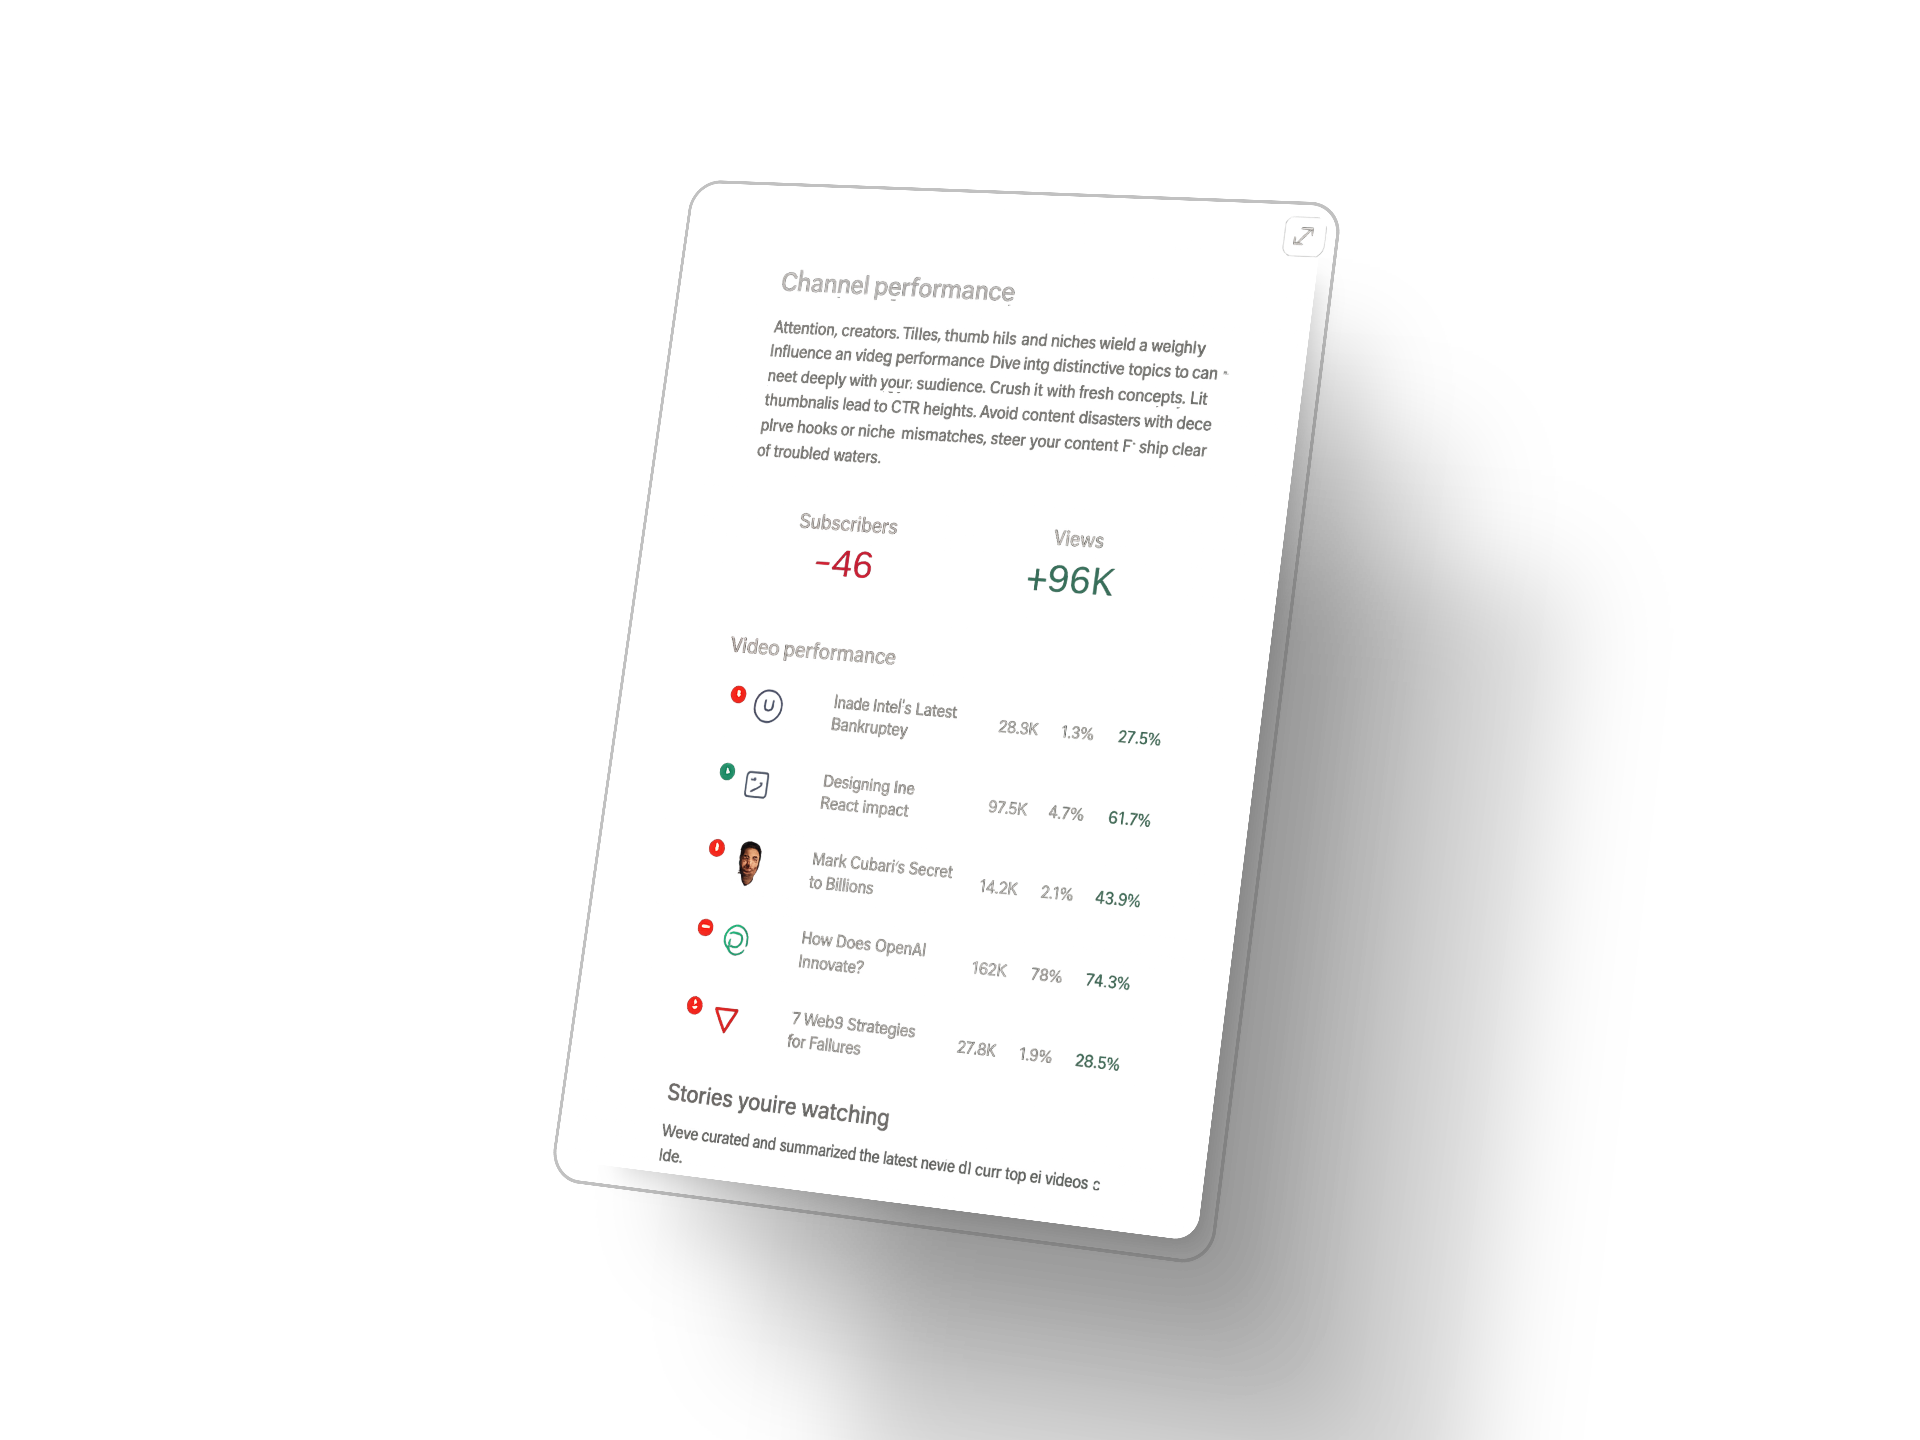 Channel performance
Attention, creators. Tilles, thumb hils and niches wield a weighly
Influence an videg performance Dive intg distinctive topics to can
neet deeply with your. swdience. Crush it with fresh concepts. Lit
thumbnalis lead to CTR heights. Avoid content disasters with dece
plrve hooks or niche mismatches, steer your content F' ship clear
of troubled waters.
Subscribers
Views
-46
+96K
Video performance
Inade Intel's Latest
Bankruptey
28.3K 1.3% 27.5%
Designing Ine
React impact
97.5K 4.7% 61.7%
Mark Cubari's Secret
to Billions
14.2K 2.1% 43.9%
How Does OpenAI
Innovate?
162K 78% 74.3%
7 Web9 Strategies
for Fallures
27.8K 1.9% 28.5%
Stories youire watching
Weve curated and summarized the latest nevie dl curr top ei videos c
lde.